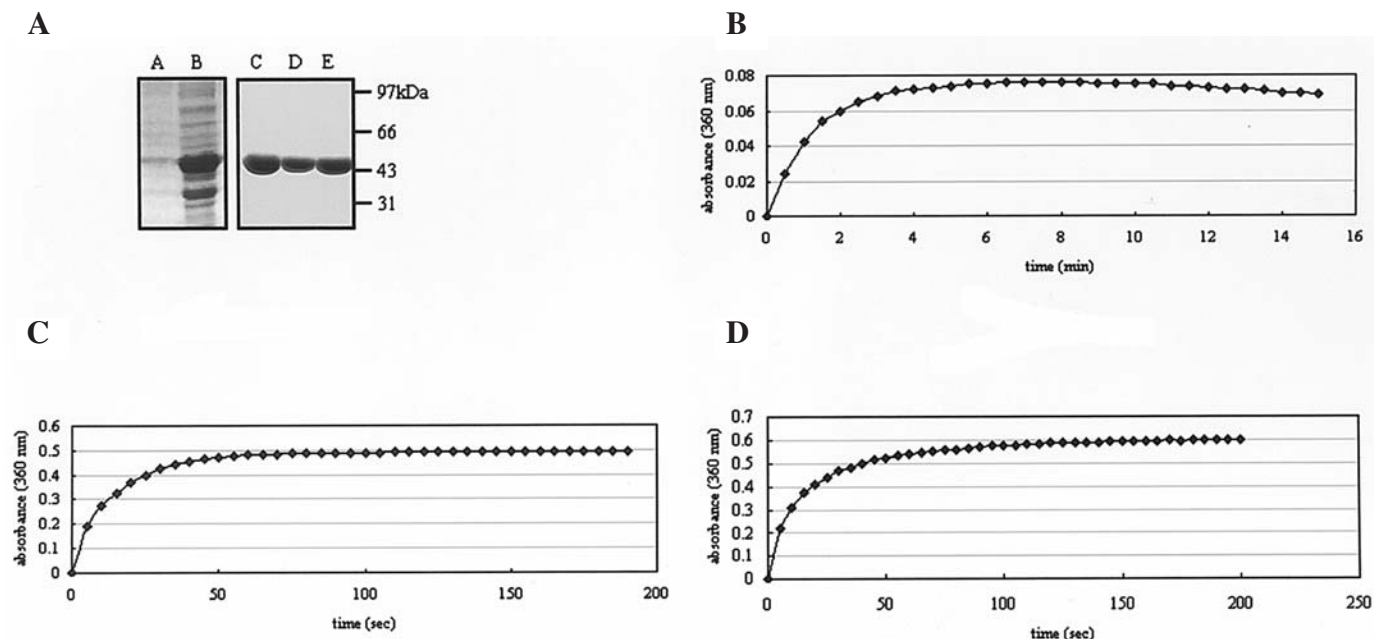 A
A B C D E
97kDa
66
43
31
B
absorbance (360 nm)
0.08
0.06
0.04
0.02
0
0 2 4 6 8 10 12 14 16
time (min)
C
absorbance (360 nm)
0.6
0.5
0.4
0.3
0.2
0.1
0
0 50 100 150 200
time (sec)
D
absorbance (360 nm)
0.7
0.6
0.5
0.4
0.3
0.2
0.1
0
0 50 100 150 200 250
time (sec)